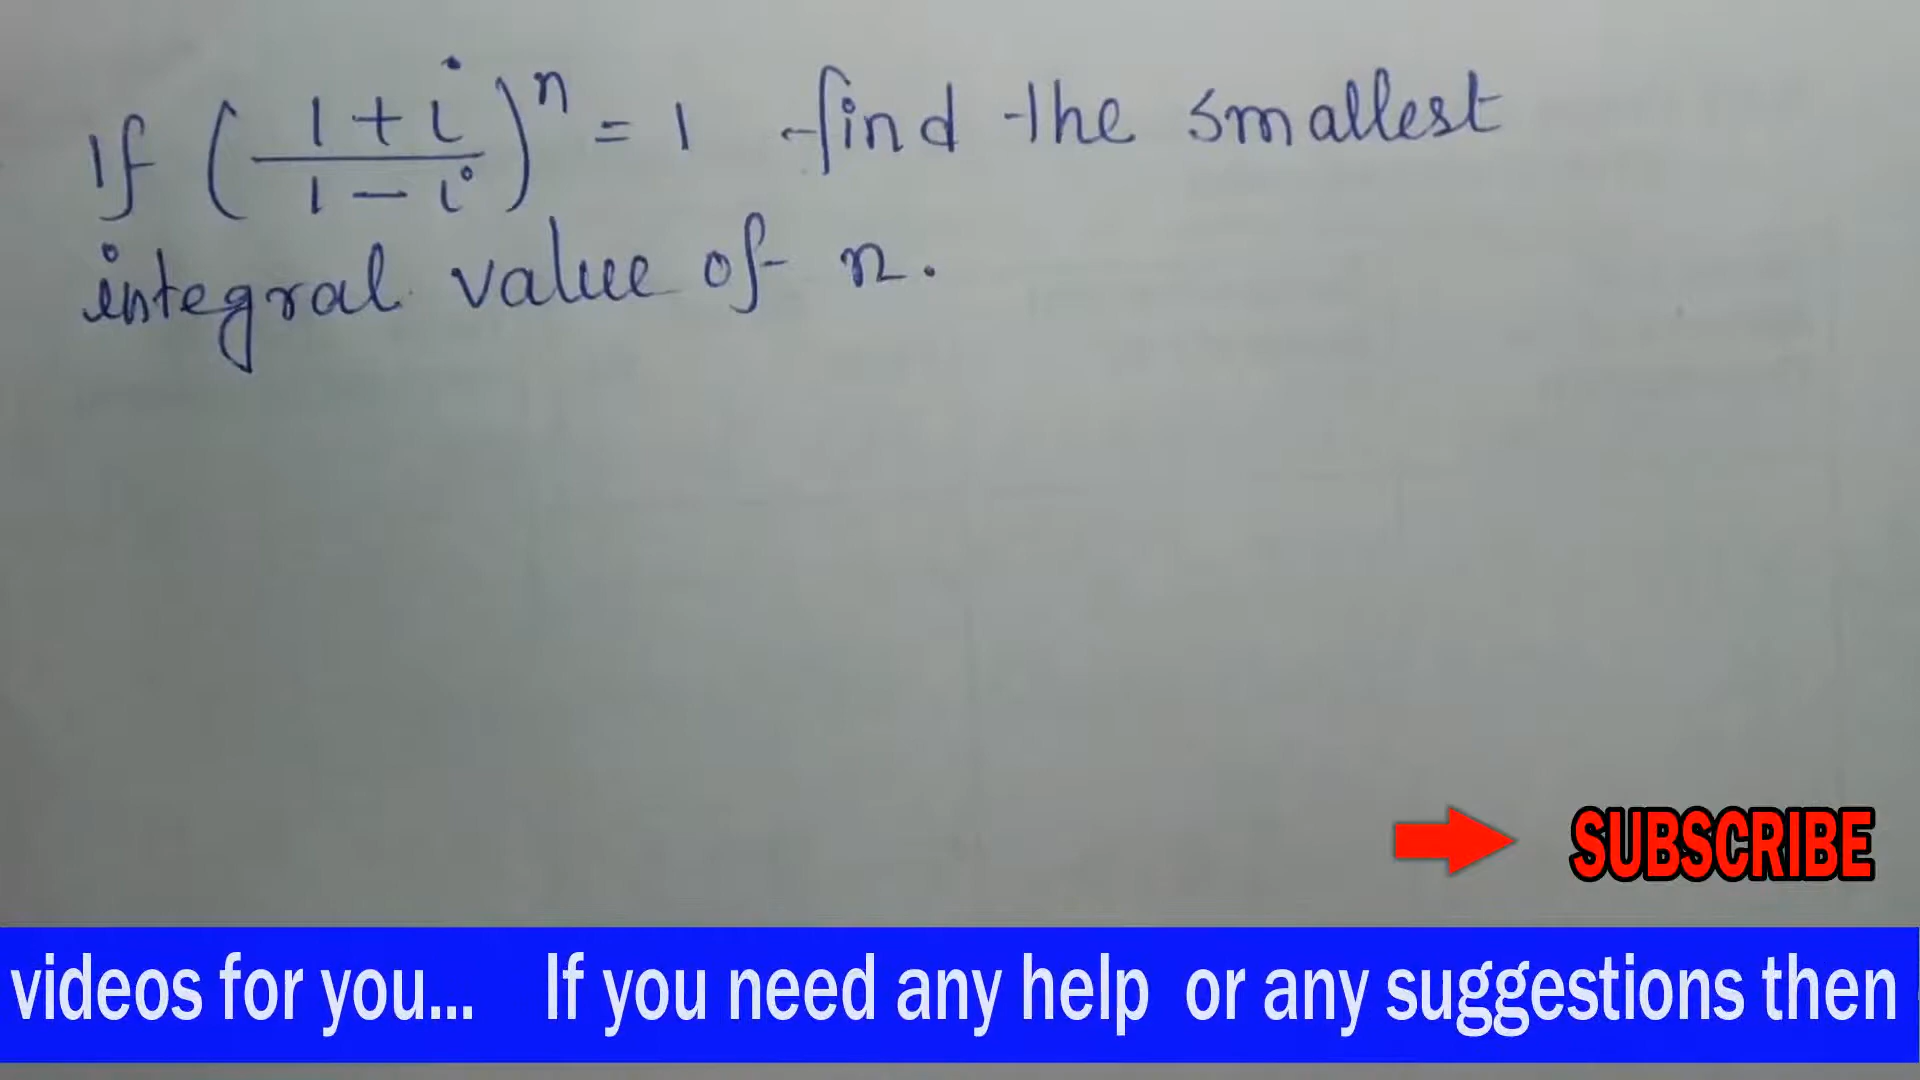 If (1+i/1-i)^n = 1 find the smallest
integral value of n.
SUBSCRIBE
videos for you... If you need any help or any suggestions then